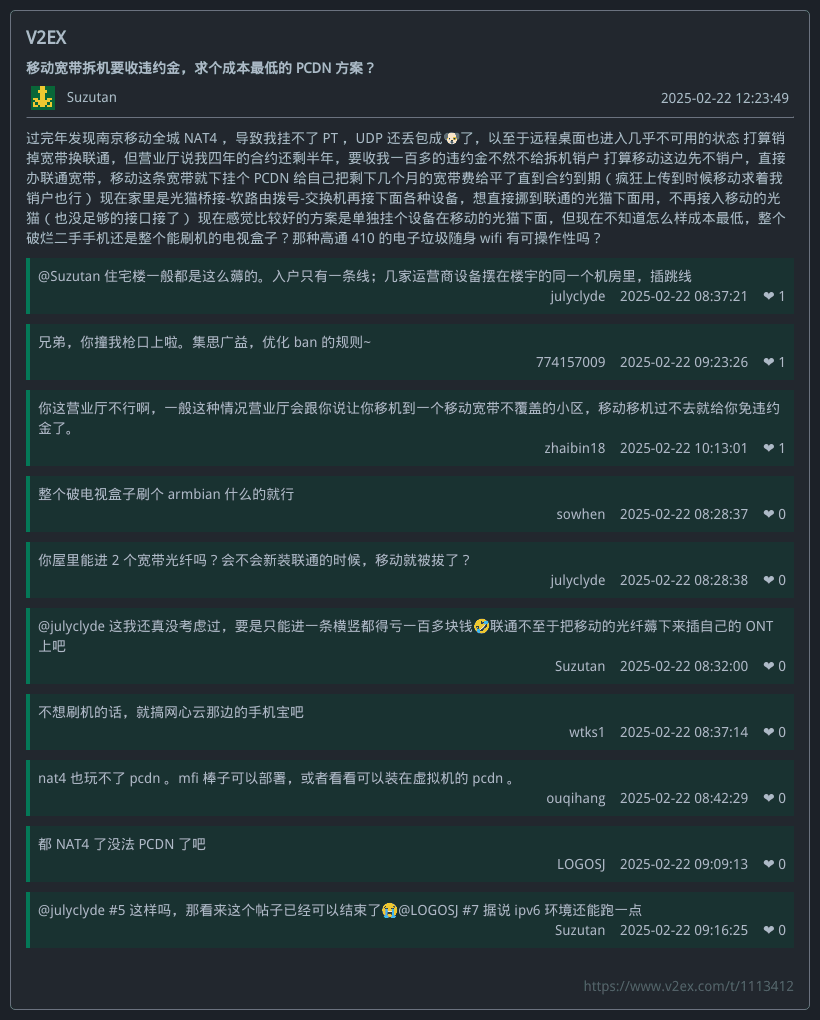 V2EX
移动宽带拆机要收违约金，求个成本最低的 PCDN 方案？
Suzutan 2025-02-22 12:23:49
过完年发现南京移动全城 NAT4 ，导致我挂不了 PT ，UDP 还丢包成🐶了，以至于远程桌面也进入几乎不可用的状态 打算销
掉宽带换联通，但营业厅说我四年的合约还剩半年，要收我一百多的违约金不然不给拆机销户 打算移动这边先不销户，直接
办联通宽带，移动这条宽带就下挂个 PCDN 给自己把剩下几个月的宽带费给平了直到合约到期（ 疯狂上传到时候移动求着我
销户也行 ）现在家里是光猫桥接-软路由拨号-交换机再接下面各种设备，想直接挪到联通的光猫下面用，不再接入移动的光
猫（ 也没足够的接口接了 ）现在感觉比较好的方案是单独挂个设备在移动的光猫下面，但现在不知道怎么样成本最低，整个
破烂二手手机还是整个能刷机的电视盒子？那种高通 410 的电子垃圾随身 wifi 有可操作性吗？
@Suzutan 住宅楼一般都是这么薅的。入户只有一条线；几家运营商设备摆在楼宇的同一个机房里，插跳线
julyclyde 2025-02-22 08:37:21 ❤ 1
兄弟，你撞我枪口上啦。集思广益，优化 ban 的规则~
774157009 2025-02-22 09:23:26 ❤ 1
你这营业厅不行啊，一般这种情况营业厅会跟你说让你移机到一个移动宽带不覆盖的小区，移动移机过不去就给你免违约
金了。
zhaibin18 2025-02-22 10:13:01 ❤ 1
整个破电视盒子刷个 armbian 什么的就行
sowhen 2025-02-22 08:28:37 ❤ 0
你屋里能进 2 个宽带光纤吗？会不会新装联通的时候，移动就被拔了？
julyclyde 2025-02-22 08:28:38 ❤ 0
@julyclyde 这我还真没考虑过，要是只能进一条横竖都得亏一百多块钱🤣联通不至于把移动的光纤薅下来插自己的 ONT
上吧
Suzutan 2025-02-22 08:32:00 ❤ 0
不想刷机的话，就搞网心云那边的手机宝吧
wtks1 2025-02-22 08:37:14 ❤ 0
nat4 也玩不了 pcdn 。mfi 棒子可以部署，或者看看可以装在虚拟机的 pcdn 。
ouqihang 2025-02-22 08:42:29 ❤ 0
都 NAT4 了没法 PCDN 了吧
LOGOSJ 2025-02-22 09:09:13 ❤ 0
@julyclyde #5 这样吗，那看来这个帖子已经可以结束了😭@LOGOSJ #7 据说 ipv6 环境还能跑一点
Suzutan 2025-02-22 09:16:25 ❤ 0
https://www.v2ex.com/t/1113412